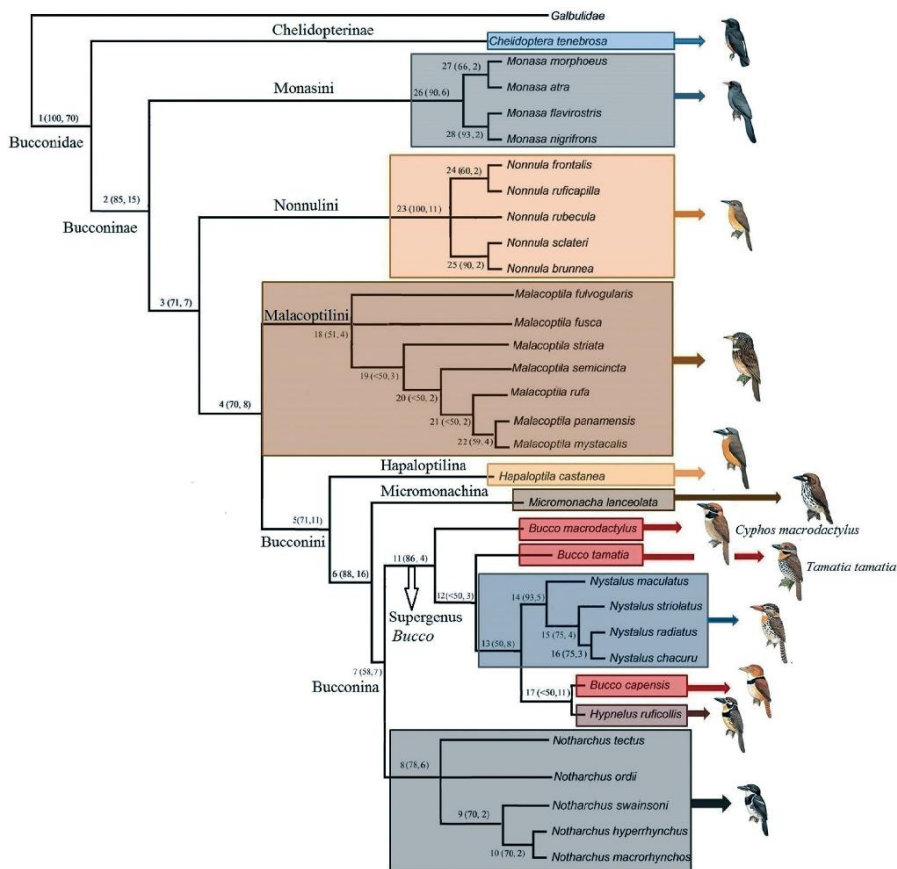 Galbulidae
Chelidopterinae
Chelidoptera tenebrosa
27 (66, 2)
Monasa morphoeus
Monasini
26 (90, 6)
Monasa atra
Monasa flavirostris
1(100, 70)
28 (93, 2)
Monasa nigrifrons
Bucconidae
24 (60, 2)
Nonnula frontalis
Nonnula ruficapilla
2 (85, 15)
Nonnulini
23 (100, 11)
Nonnula rubecula
Bucconinae
Nonnula sclateri
25 (90, 2)
Nonnula brunnea
3 (71, 7)
Malacoptila fulvogularis
Malacoptilini
18 (51, 4)
Malacoptila fusca
Malacoptila striata
19 (<50, 3)
Malacoptila semicincta
20 (<50, 2)
Malacoptila rufa
4 (70, 8)
21 (<50, 2)
Malacoptila panamensis
22 (59, 4)
Malacoptila mystacalis
Hapaloptilina
Hapaloptila castanea
Micromonachina
Micromonacha lanceolata
5(71,11)
Bucconini
Bucco macrodactylus
Cyphos macrodactylus
11 (86, 4)
Bucco tamatia
Tamatia tamatia
6 (88, 16)
12(<50, 3)
14 (93,5)
Nystalus maculatus
Supergenus
Bucco
Nystalus striolatus
15 (75, 4)
Nystalus radiatus
13 (50, 8)
16 (75,3)
Nystalus chacuru
7 (58,7)
Bucconina
17 (<50,11)
Bucco capensis
Hypnelus ruficollis
Notharchus tectus
8 (78, 6)
Notharchus ordii
9 (70, 2)
Notharchus swainsoni
Notharchus hyperrhynchus
10 (70, 2)
Notharchus macrorhynchos